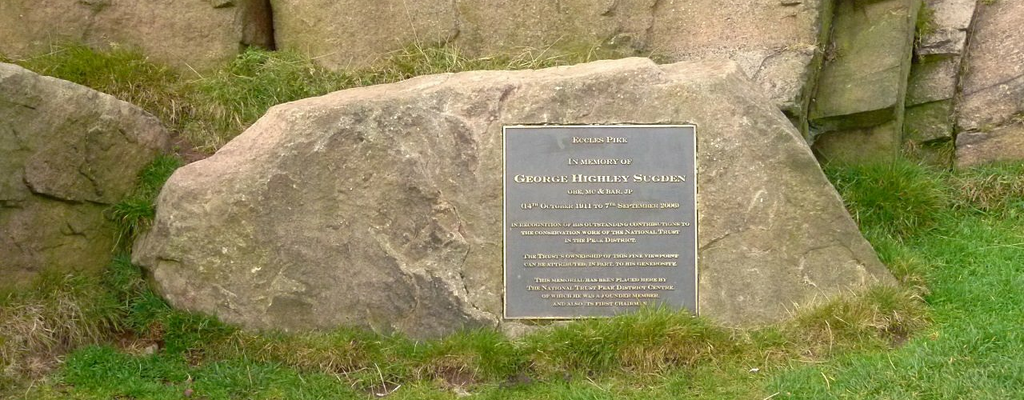 Eccles Pike
In memory of
George Highley Sugden
OBE, MC & BAR, JP
(14th October 1911 to 7th September 2006)
In recognition of his outstanding contributions to
the conservation work of the National Trust
in the Peak District.
The Trust's ownership of this fine viewpoint
can be attributed, in part, to his generosity.
This memorial has been placed here by
The National Trust Peak District Centre
of which he was a founder member
and also its first Chairman.